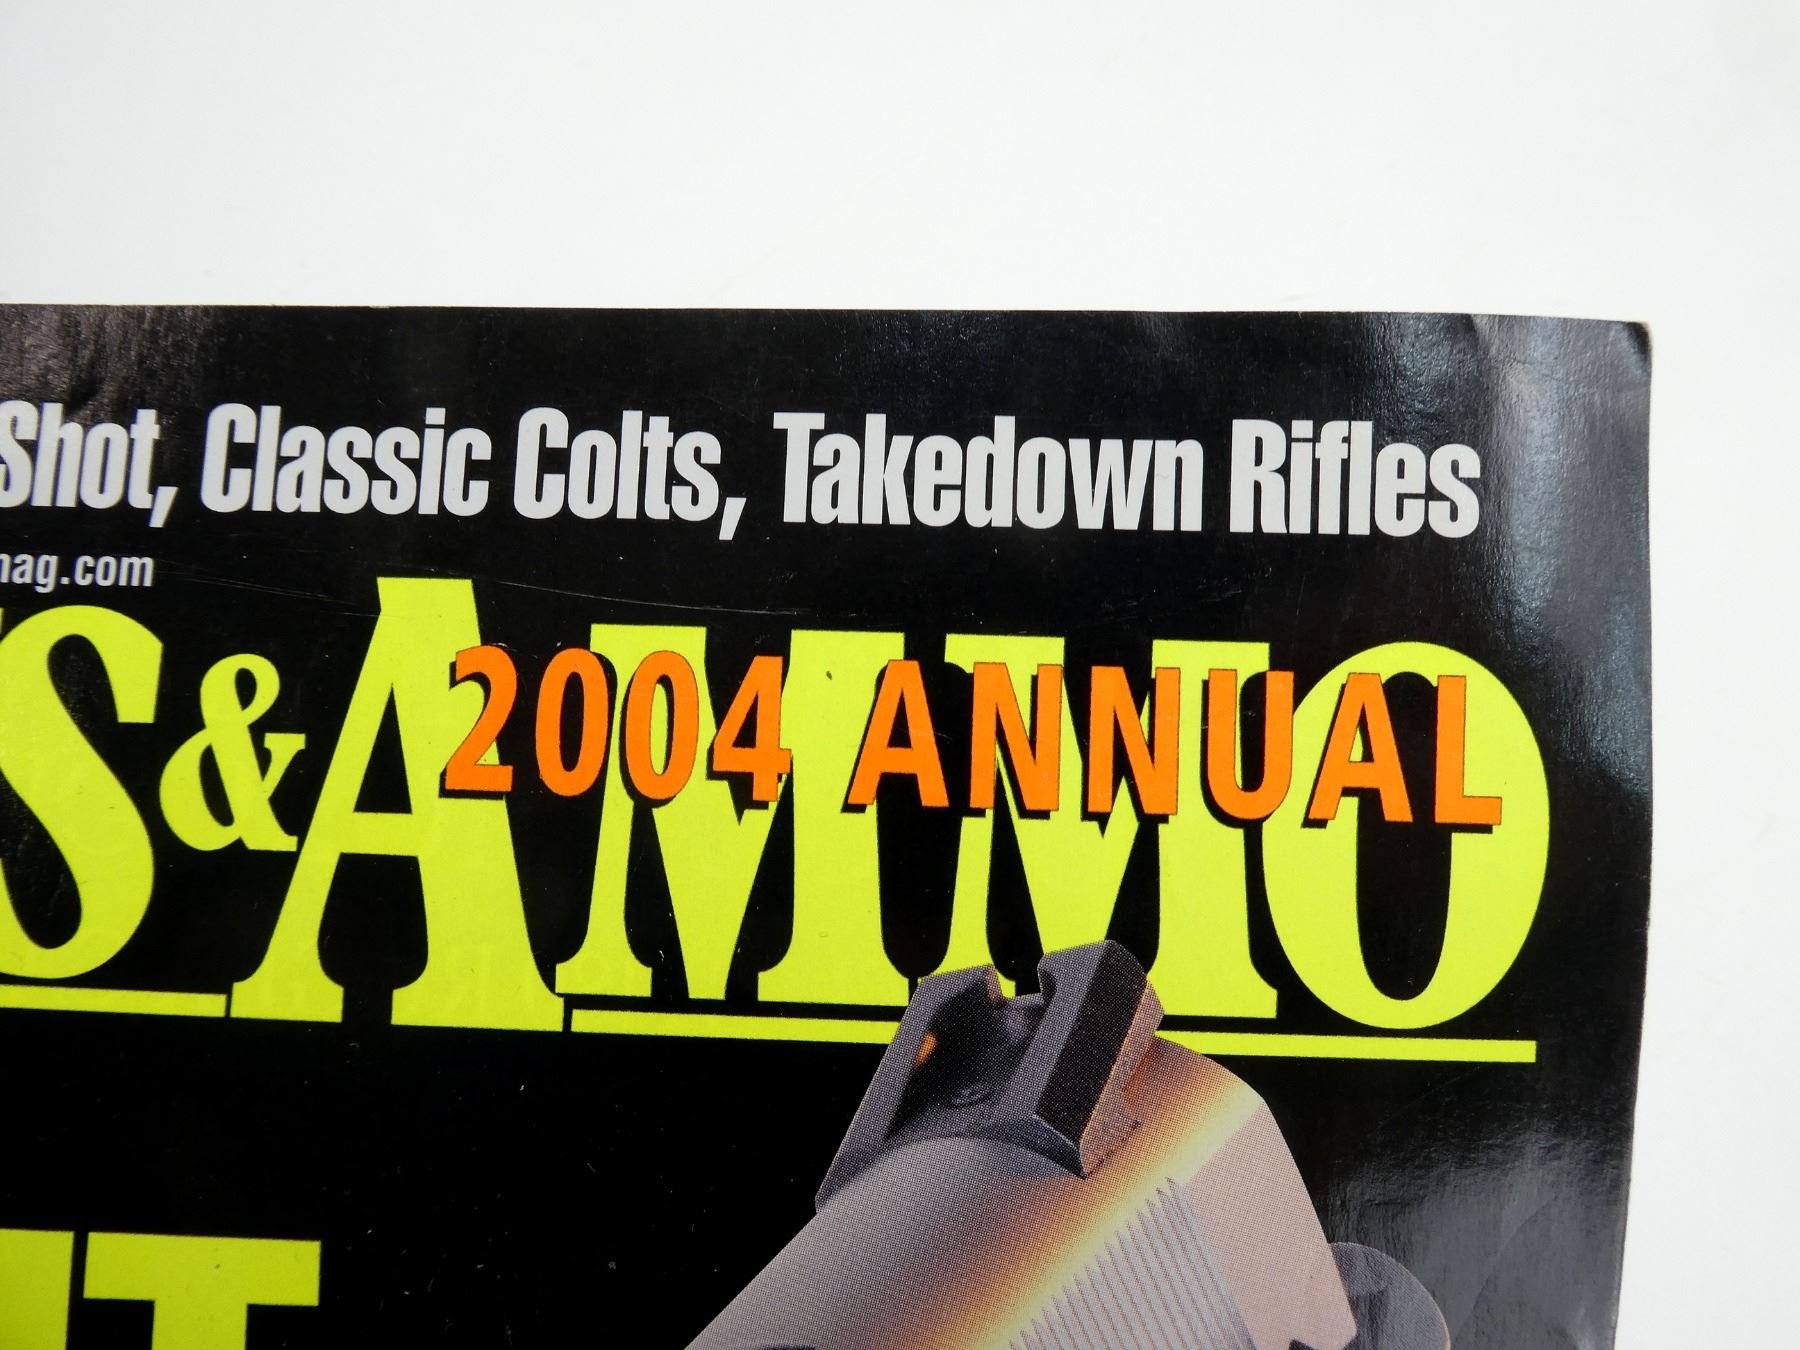 Shot, Classic Colts, Takedown Rifles
mag.com
S & AMMO
2004 ANNUAL